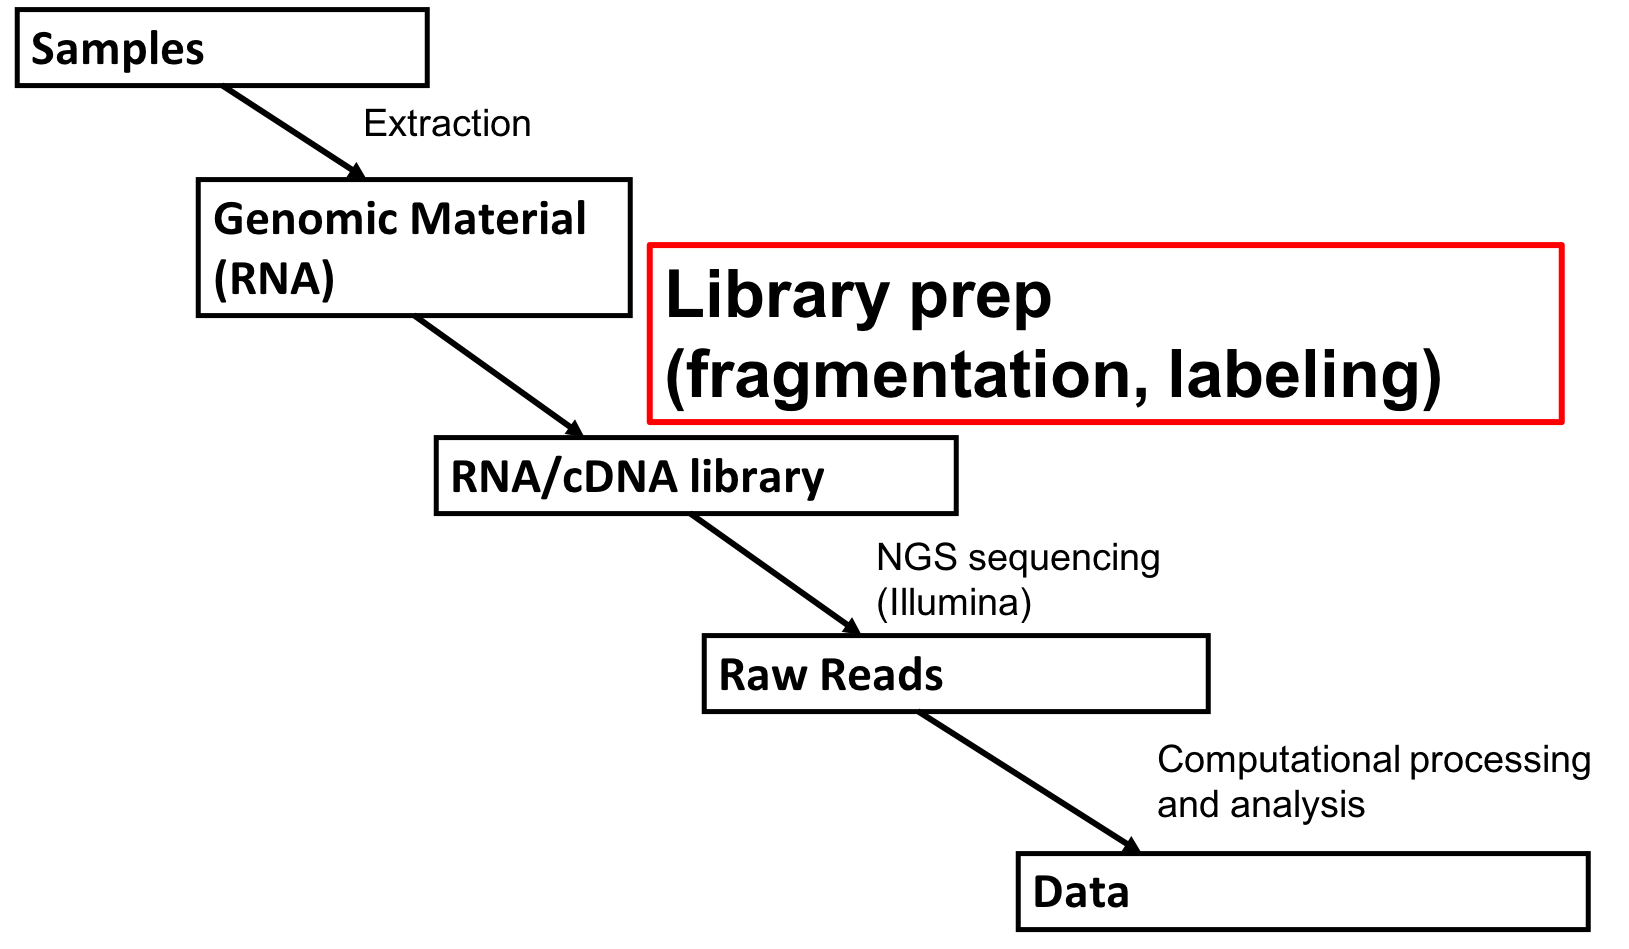 Samples
Extraction
Genomic Material
(RNA)
Library prep
(fragmentation, labeling)
RNA/cDNA library
NGS sequencing
(Illumina)
Raw Reads
Computational processing
and analysis
Data